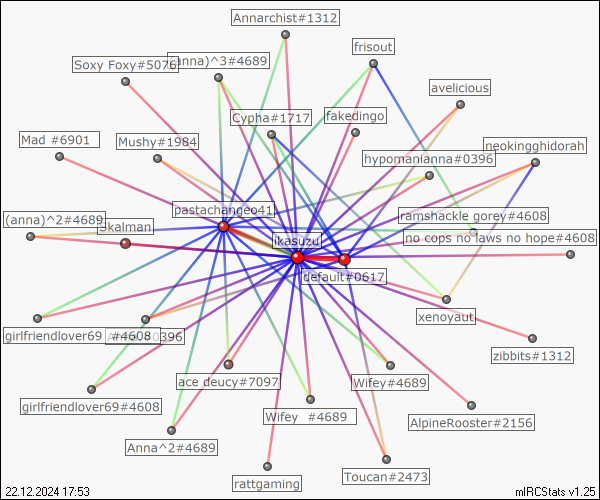 Annarchist#1312
frisout
(anna)^3#4689
Soxy Foxy#5076
avelicious
Cypha#1717
fakedingo
Mad #6901
Mushy#1984
neokingghidorah
hypomanianna#0396
pastachangeo41
(anna)^2#4689
Skalman
ramshackle gorey#4608
ikasuzu
no cops no laws no hope#4608
default#0617
xenoyaut
girlfriendlover69 #4608
0396
zibbits#1312
ace deucy#7097
Wifey#4689
girlfriendlover69#4608
Wifey #4689
AlpineRooster#2156
Anna^2#4689
Toucan#2473
rattgaming
22.12.2024 17:53
mIRCStats v1.25